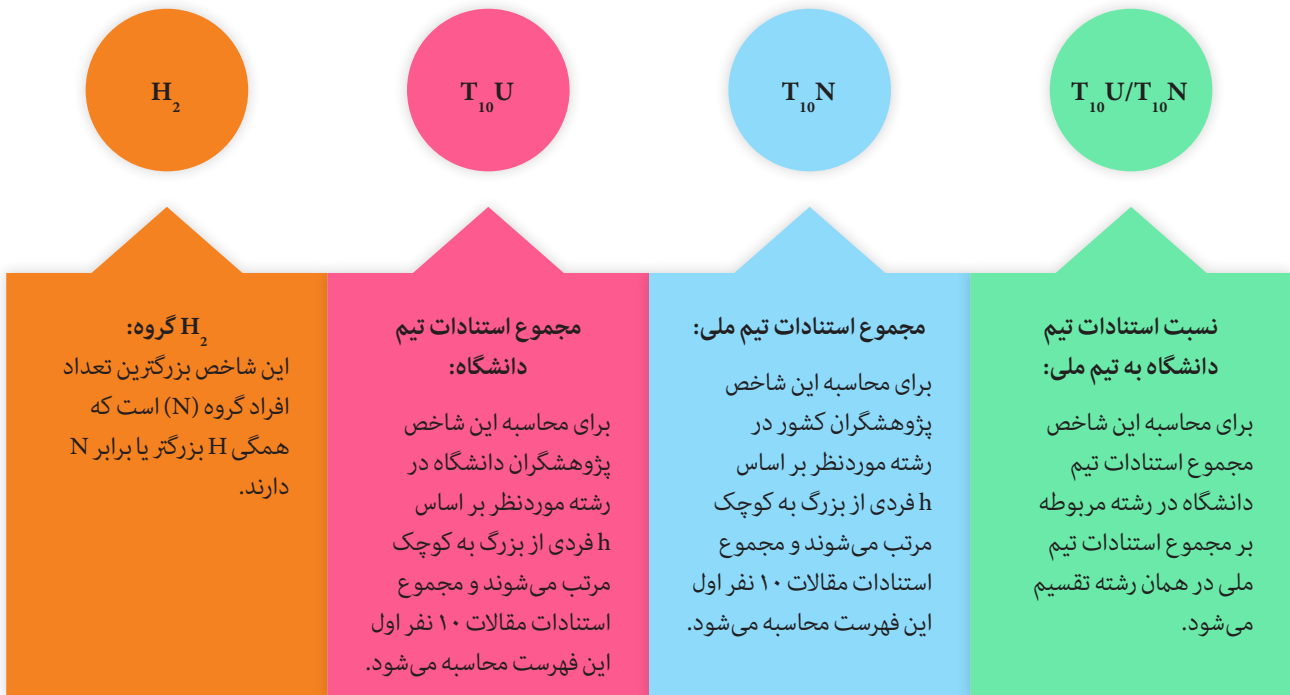 T10U/T10N
نسبت استنادات تیم
دانشگاه به تیم ملی:
برای محاسبه این شاخص
مجموع استنادات تیم
دانشگاه در رشته مربوطه
بر مجموع استنادات تیم
ملی در همان رشته تقسیم
می‌شود.
T10N
مجموع استنادات تیم ملی:
برای محاسبه این شاخص
پژوهشگران کشور در
رشته موردنظر بر اساس
h فردی از بزرگ به کوچک
مرتب می‌شوند و مجموع
استنادات مقالات ۱۰ نفر اول
این فهرست محاسبه می‌شود.
T10U
مجموع استنادات تیم
دانشگاه:
برای محاسبه این شاخص
پژوهشگران دانشگاه در
رشته موردنظر بر اساس
h فردی از بزرگ به کوچک
مرتب می‌شوند و مجموع
استنادات مقالات ۱۰ نفر اول
این فهرست محاسبه می‌شود.
H2
H2 گروه:
این شاخص بزرگترین تعداد
افراد گروه (N) است که
همگی H بزرگتر یا برابر N
دارند.